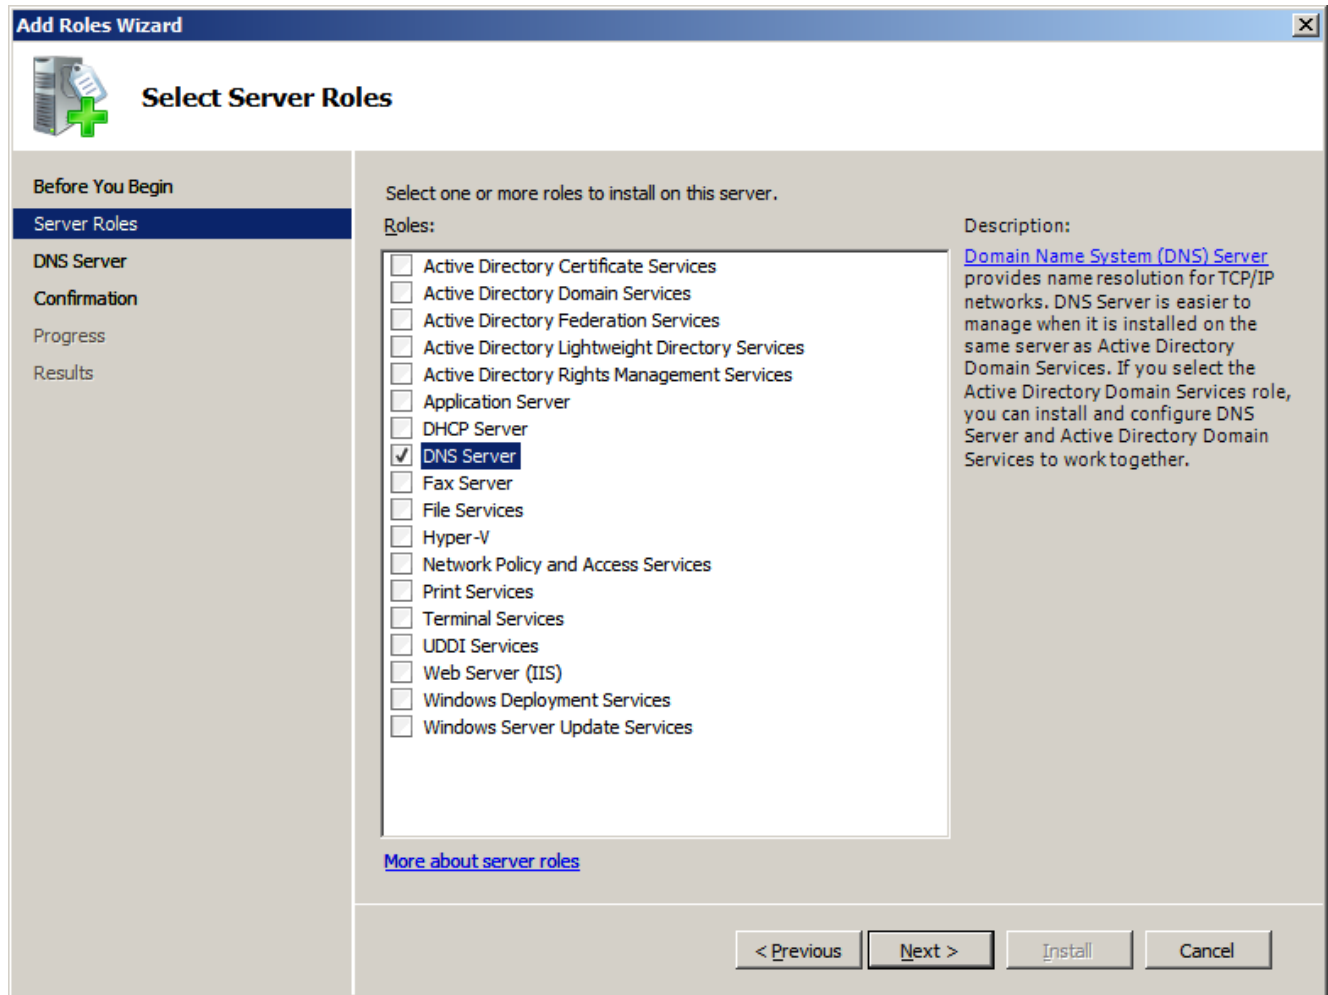 Add Roles Wizard
Select Server Roles
Before You Begin
Server Roles
DNS Server
Confirmation
Progress
Results
Select one or more roles to install on this server.
Roles:
Active Directory Certificate Services
Active Directory Domain Services
Active Directory Federation Services
Active Directory Lightweight Directory Services
Active Directory Rights Management Services
Application Server
DHCP Server
DNS Server
Fax Server
File Services
Hyper-V
Network Policy and Access Services
Print Services
Terminal Services
UDDI Services
Web Server (IIS)
Windows Deployment Services
Windows Server Update Services
More about server roles
Description:
Domain Name System (DNS) Server
provides name resolution for TCP/IP
networks. DNS Server is easier to
manage when it is installed on the
same server as Active Directory
Domain Services. If you select the
Active Directory Domain Services role,
you can install and configure DNS
Server and Active Directory Domain
Services to work together.
< Previous
Next >
Install
Cancel